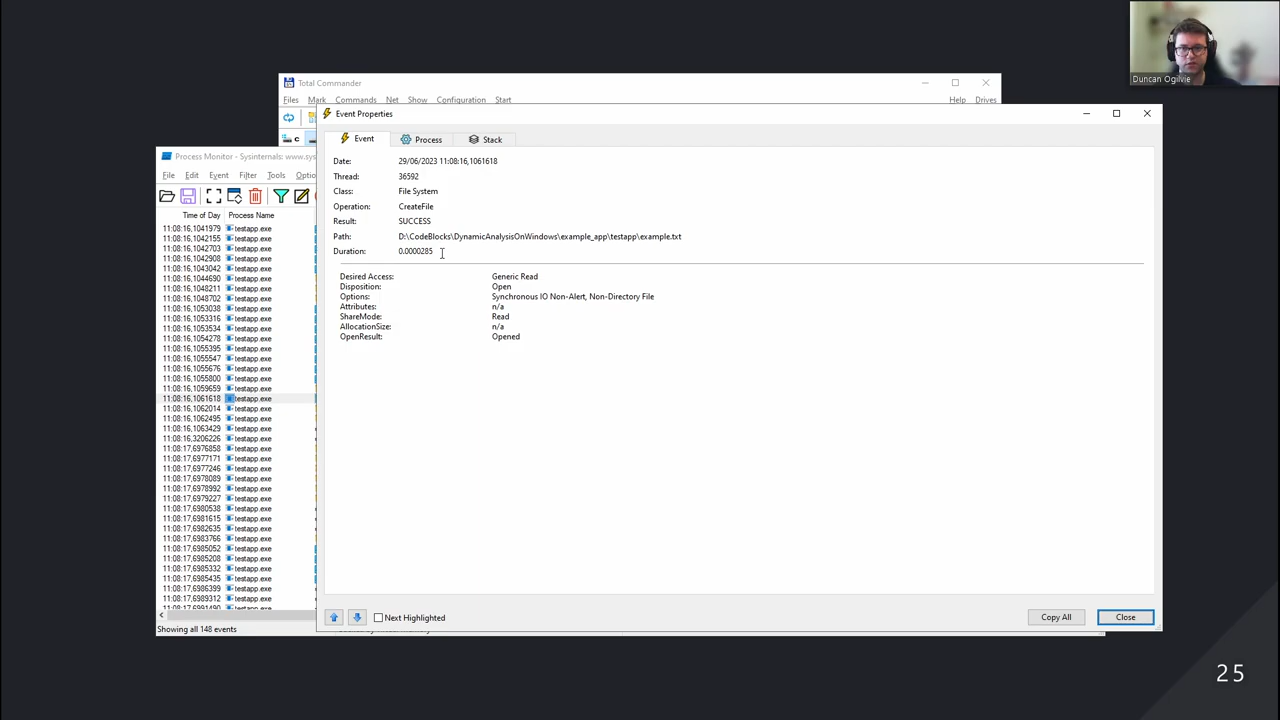 Duncan Ogilvie
Total Commander
Files Mark Commands Net Show Configuration Start Help Drives
c
Event Properties
Event Process Stack
Date: 29/06/2023 11:08:16,1061618
Thread: 36592
Class: File System
Operation: CreateFile
Result: SUCCESS
Path: D:\CodeBlocks\DynamicAnalysisOnWindows\example_app\testapp\example.txt
Duration: 0.0000285
Desired Access: Generic Read
Disposition: Open
Options: Synchronous IO Non-Alert, Non-Directory File
Attributes: n/a
ShareMode: Read
AllocationSize: n/a
OpenResult: Opened
Next Highlighted
Copy All Close
Process Monitor - Sysinternals: www.sys
File Edit Event Filter Tools Optio
Time of Day Process Name
11:08:16,1041979 testapp.exe
11:08:16,1042155 testapp.exe
11:08:16,1042703 testapp.exe
11:08:16,1042908 testapp.exe
11:08:16,1043042 testapp.exe
11:08:16,1044690 testapp.exe
11:08:16,1048211 testapp.exe
11:08:16,1048702 testapp.exe
11:08:16,1053038 testapp.exe
11:08:16,1053316 testapp.exe
11:08:16,1053534 testapp.exe
11:08:16,1054278 testapp.exe
11:08:16,1055395 testapp.exe
11:08:16,1055547 testapp.exe
11:08:16,1055676 testapp.exe
11:08:16,1055800 testapp.exe
11:08:16,1059659 testapp.exe
11:08:16,1061618 testapp.exe
11:08:16,1062014 testapp.exe
11:08:16,1062495 testapp.exe
11:08:16,1063429 testapp.exe
11:08:16,3206226 testapp.exe
11:08:17,6976858 testapp.exe
11:08:17,6977171 testapp.exe
11:08:17,6977246 testapp.exe
11:08:17,6978089 testapp.exe
11:08:17,6978992 testapp.exe
11:08:17,6979227 testapp.exe
11:08:17,6980538 testapp.exe
11:08:17,6981615 testapp.exe
11:08:17,6982635 testapp.exe
11:08:17,6983766 testapp.exe
11:08:17,6985052 testapp.exe
11:08:17,6985208 testapp.exe
11:08:17,6985332 testapp.exe
11:08:17,6985435 testapp.exe
11:08:17,6986399 testapp.exe
11:08:17,6989312 testapp.exe
11:08:17,6991490 testapp.exe
Showing all 148 events
25